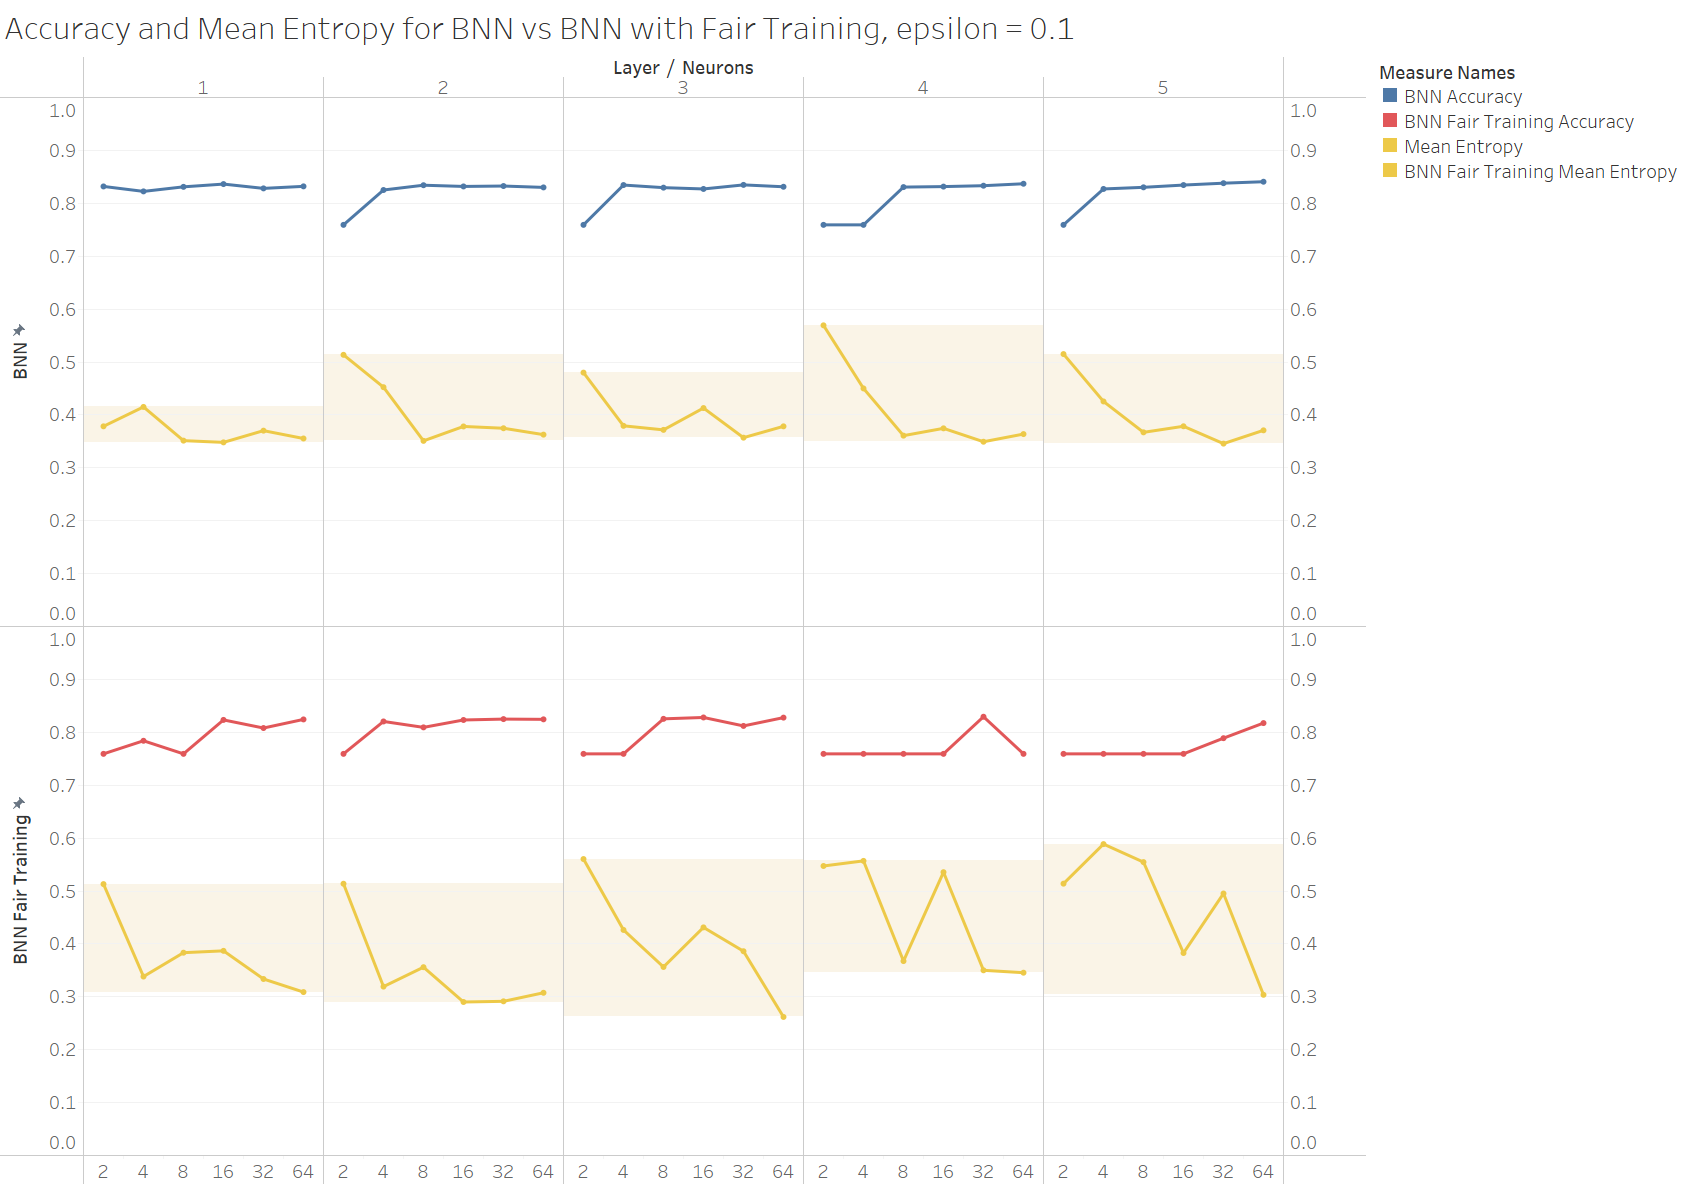 Accuracy and Mean Entropy for BNN vs BNN with Fair Training, epsilon = 0.1
Layer / Neurons
1 2 3 4 5
Measure Names
BNN Accuracy
BNN Fair Training Accuracy
Mean Entropy
BNN Fair Training Mean Entropy
BNN
1.0 1.0
0.9 0.9
0.8 0.8
0.7 0.7
0.6 0.6
0.5 0.5
0.4 0.4
0.3 0.3
0.2 0.2
0.1 0.1
0.0 0.0
BNN Fair Training
1.0 1.0
0.9 0.9
0.8 0.8
0.7 0.7
0.6 0.6
0.5 0.5
0.4 0.4
0.3 0.3
0.2 0.2
0.1 0.1
0.0 0.0
2 4 8 16 32 64 2 4 8 16 32 64 2 4 8 16 32 64 2 4 8 16 32 64 2 4 8 16 32 64